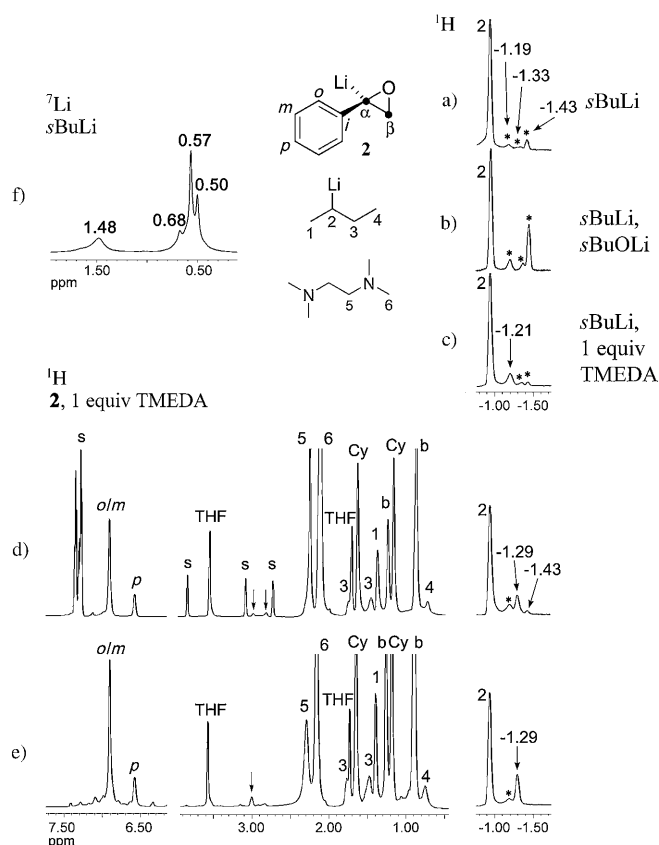 ⁷Li
sBuLi
f)
1.48
0.68
0.57
0.50
1.50
0.50
ppm
Li
O
o
m
p
i
α
β
2
Li
1
2
3
4
N
N
5
6
¹H
a)
2
-1.19
-1.33
-1.43
* * *
sBuLi
b)
2
* * *
sBuLi,
sBuOLi
c)
2
-1.21
* *
sBuLi,
1 equiv
TMEDA
-1.00
-1.50
¹H
2, 1 equiv TMEDA
d)
s
o/m
p
THF
s
s
s
5
6
Cy
THF
3
3
1
b
Cy
b
4
2
-1.29
-1.43
*
-1.00
-1.50
e)
o/m
p
THF
5
6
Cy
THF
3
3
1
b
Cy
b
4
2
-1.29
*
7.50
6.50
ppm
3.00
2.00
1.00
-1.00
-1.50